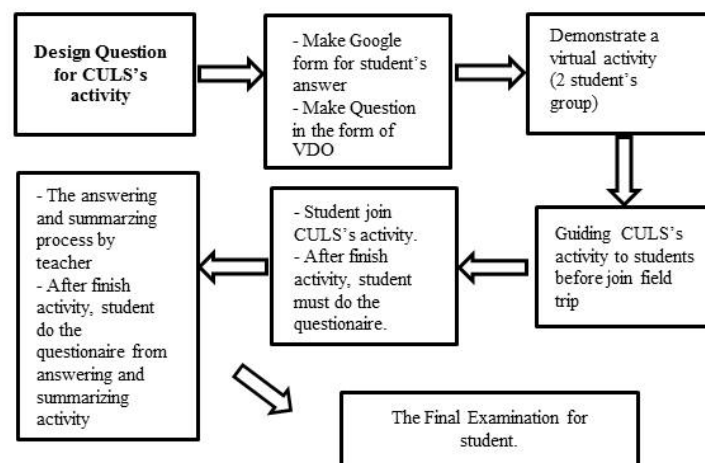 Design Question
for CULS’s
activity
- Make Google
form for student’s
answer
- Make Question
in the form of
VDO
Demonstrate a
virtual activity
(2 student’s
group)
Guiding CULS’s
activity to students
before join field
trip
- Student join
CULS’s activity.
- After finish
activity, student
must do the
questionaire.
- The answering
and summarzing
process by
teacher
- After finish
activity, student
do the
questionaire from
answering and
summarizing
activity
The Final Examination for
student.